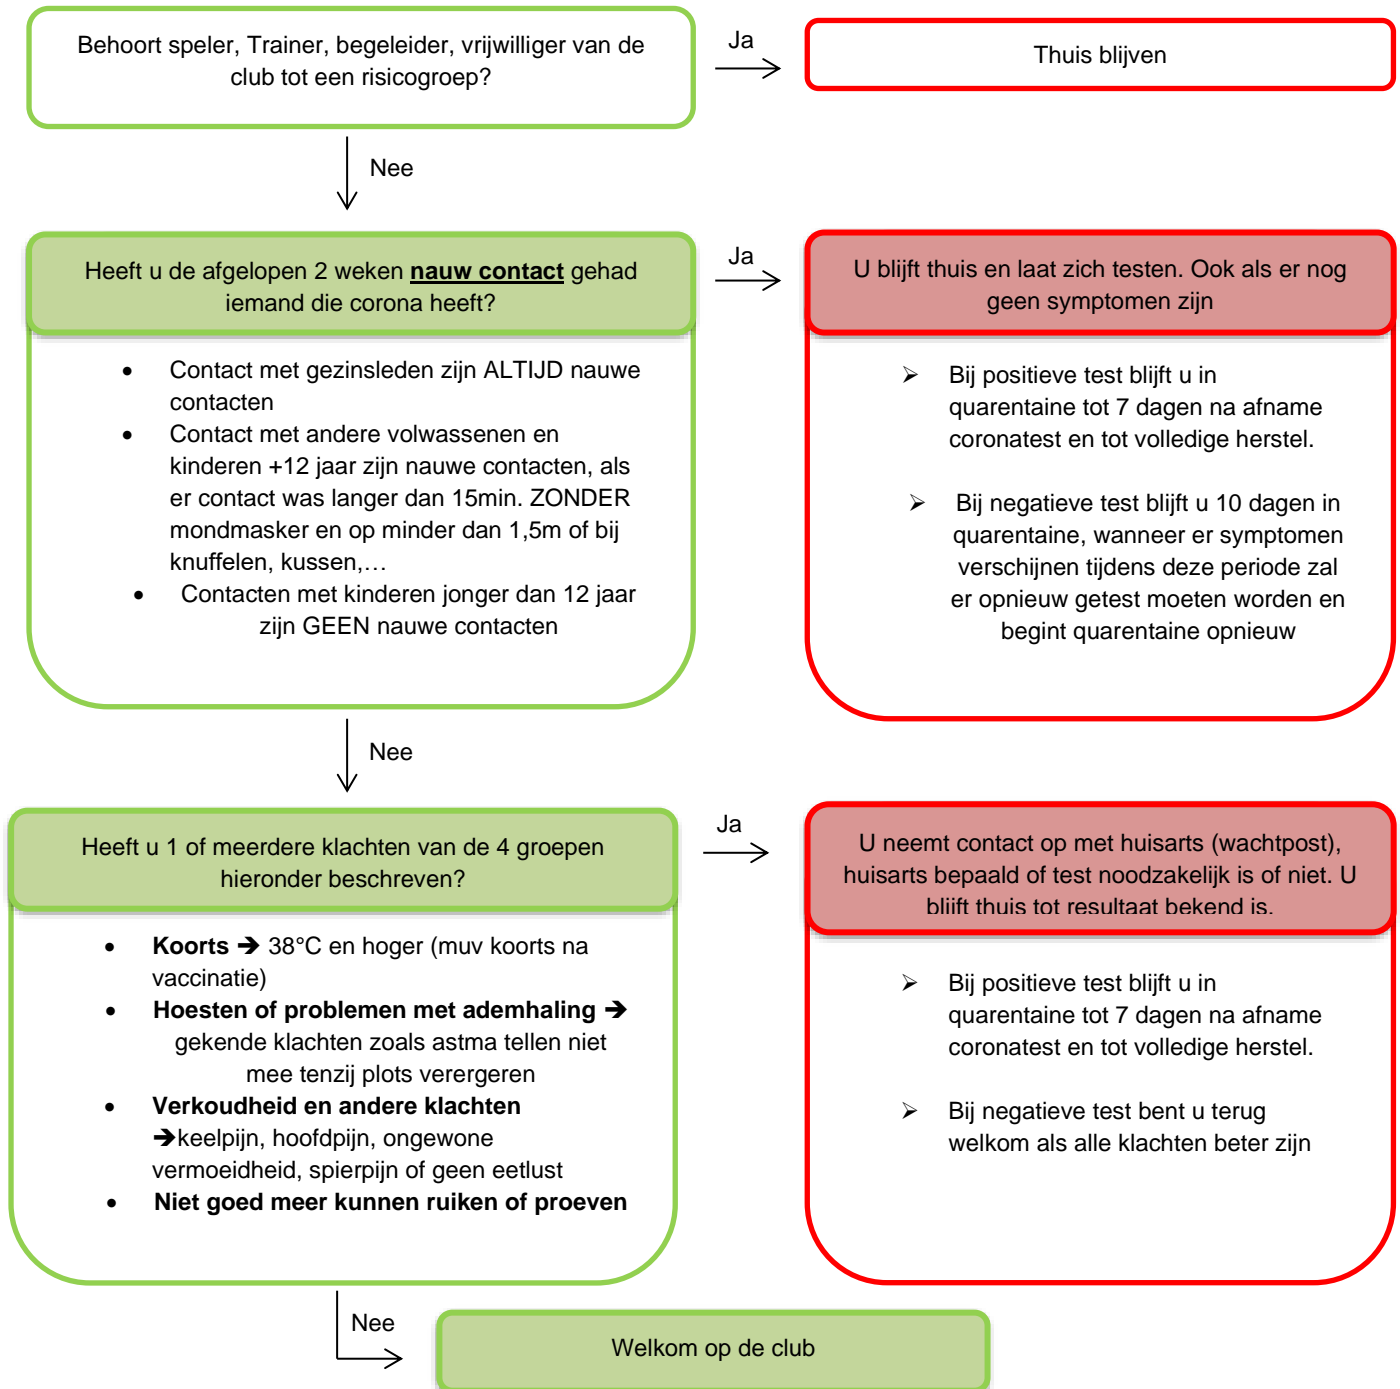 Behoort speler, Trainer, begeleider, vrijwilliger van de
club tot een risicogroep?
Ja
Thuis blijven
Nee
Heeft u de afgelopen 2 weken nauw contact gehad
iemand die corona heeft?
Ja
U blijft thuis en laat zich testen. Ook als er nog
geen symptomen zijn
• Contact met gezinsleden zijn ALTIJD nauwe
contacten
• Contact met andere volwassenen en
kinderen +12 jaar zijn nauwe contacten, als
er contact was langer dan 15min. ZONDER
mondmasker en op minder dan 1,5m of bij
knuffelen, kussen,…
• Contacten met kinderen jonger dan 12 jaar
zijn GEEN nauwe contacten
➢ Bij positieve test blijft u in
quarentaine tot 7 dagen na afname
coronatest en tot volledige herstel.
➢ Bij negatieve test blijft u 10 dagen in
quarentaine, wanneer er symptomen
verschijnen tijdens deze periode zal
er opnieuw getest moeten worden en
begint quarentaine opnieuw
Nee
Heeft u 1 of meerdere klachten van de 4 groepen
hieronder beschreven?
Ja
U neemt contact op met huisarts (wachtpost),
huisarts bepaald of test noodzakelijk is of niet. U
blijft thuis tot resultaat bekend is.
• Koorts ➔ 38°C en hoger (muv koorts na
vaccinatie)
• Hoesten of problemen met ademhaling ➔
gekende klachten zoals astma tellen niet
mee tenzij plots verergeren
• Verkoudheid en andere klachten
➔keelpijn, hoofdpijn, ongewone
vermoeidheid, spierpijn of geen eetlust
• Niet goed meer kunnen ruiken of proeven
➢ Bij positieve test blijft u in
quarentaine tot 7 dagen na afname
coronatest en tot volledige herstel.
➢ Bij negatieve test bent u terug
welkom als alle klachten beter zijn
Nee
Welkom op de club